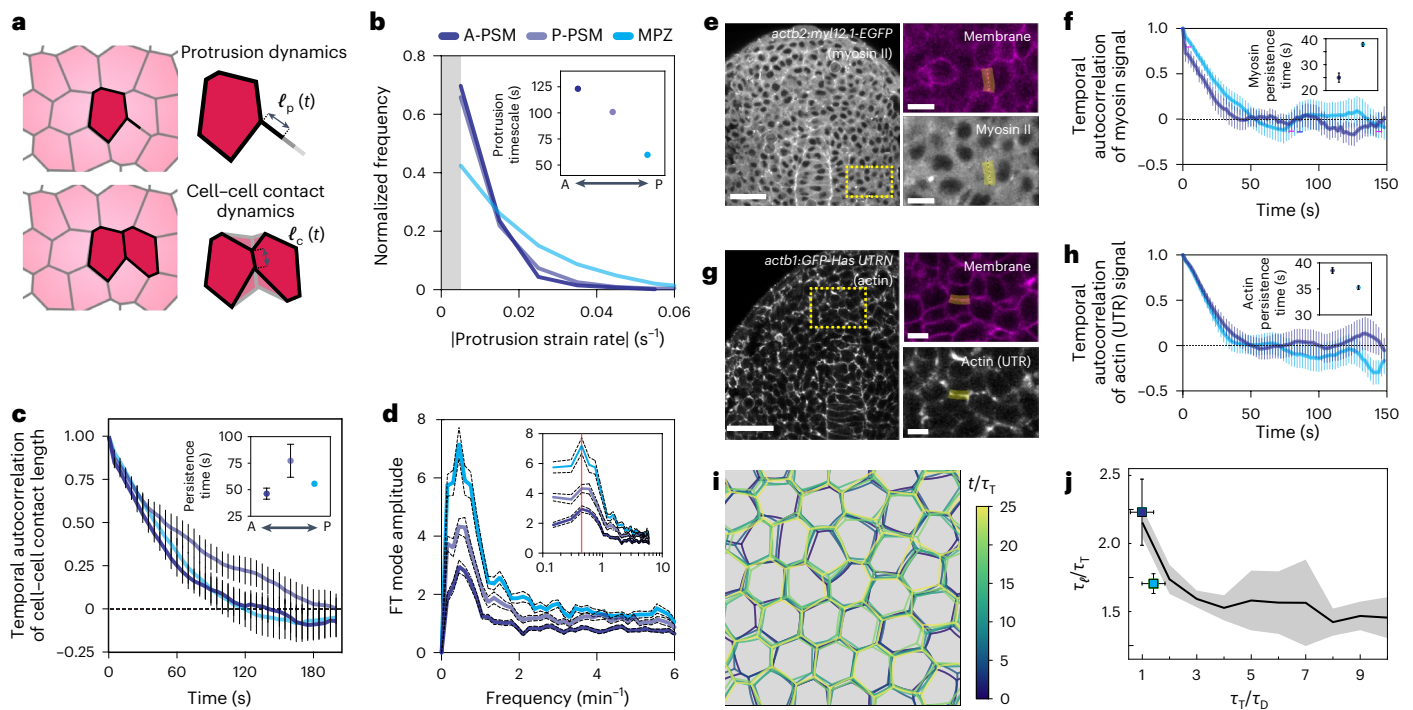 a
Protrusion dynamics
ℓp (t)
Cell–cell contact
dynamics
ℓc (t)
b
A-PSM P-PSM MPZ
Normalized frequency
0.8
0.6
0.4
0.2
0
0 0.02 0.04 0.06
|Protrusion strain rate| (s−1)
Protrusion
timescale (s)
125
100
75
50
A P
c
Temporal autocorrelation
of cell–cell contact length
1.00
0.75
0.50
0.25
0
−0.25
0 60 120 180
Time (s)
Persistence
time (s)
100
75
50
25
A P
d
FT mode amplitude
8
6
4
2
0
0 2 4 6
Frequency (min−1)
8
6
4
2
0
0.1 1 10
e
actb2:myl12.1-EGFP
(myosin II)
Membrane
Myosin II
f
Temporal
autocorrelation
of myosin signal
1.0
0.5
0
−0.5
0 50 100 150
Time (s)
Myosin
persistence
time (s)
40
30
20
g
actb1:GFP-Has UTRN
(actin)
Membrane
Actin (UTR)
h
Temporal
autocorrelation
of actin (UTR) signal
1.0
0.5
0
−0.5
0 50 100 150
Time (s)
Actin
persistence
time (s)
40
35
30
i
t/τT
25
20
15
10
5
0
j
τℓ/τT
2.5
2.0
1.5
1 3 5 7 9
τT/τD